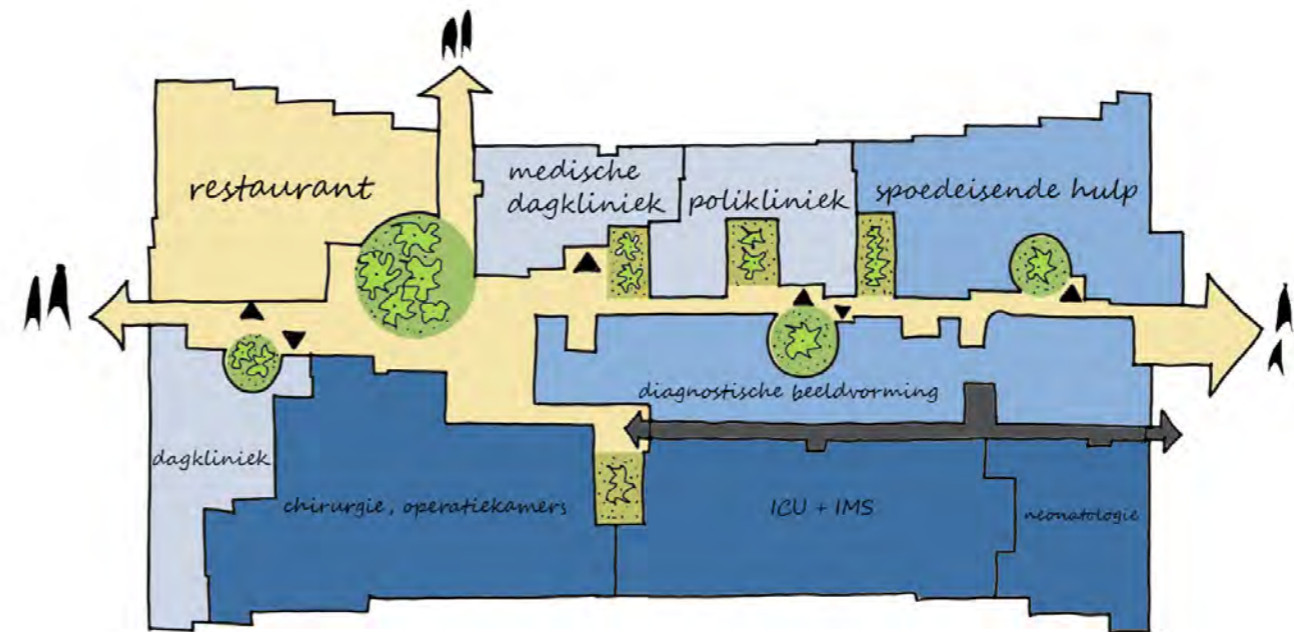 restaurant
medische
dagkliniek
polikliniek
spoedeisende hulp
diagnostische beeldvorming
dagkliniek
chirurgie, operatiekamers
ICU + IMS
neonatologie